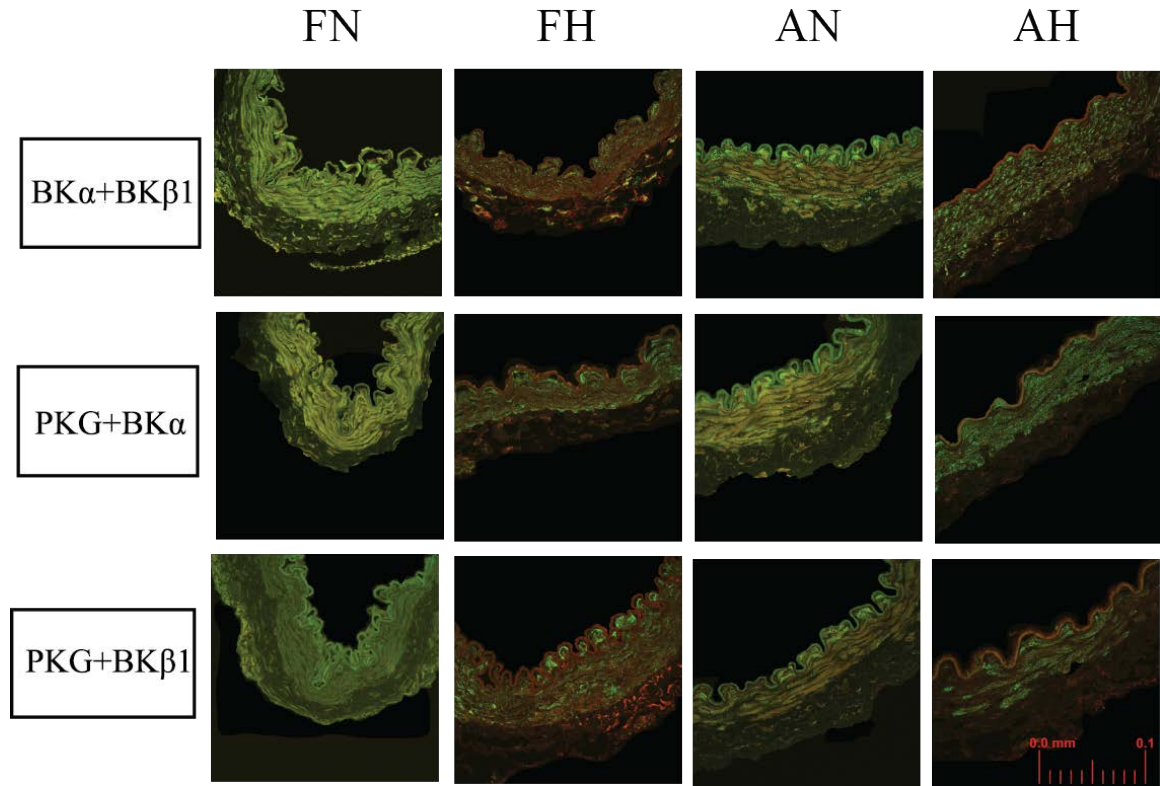 FN FH AN AH
BKα+BKβ1
PKG+BKα
PKG+BKβ1
0.0 mm 0.1